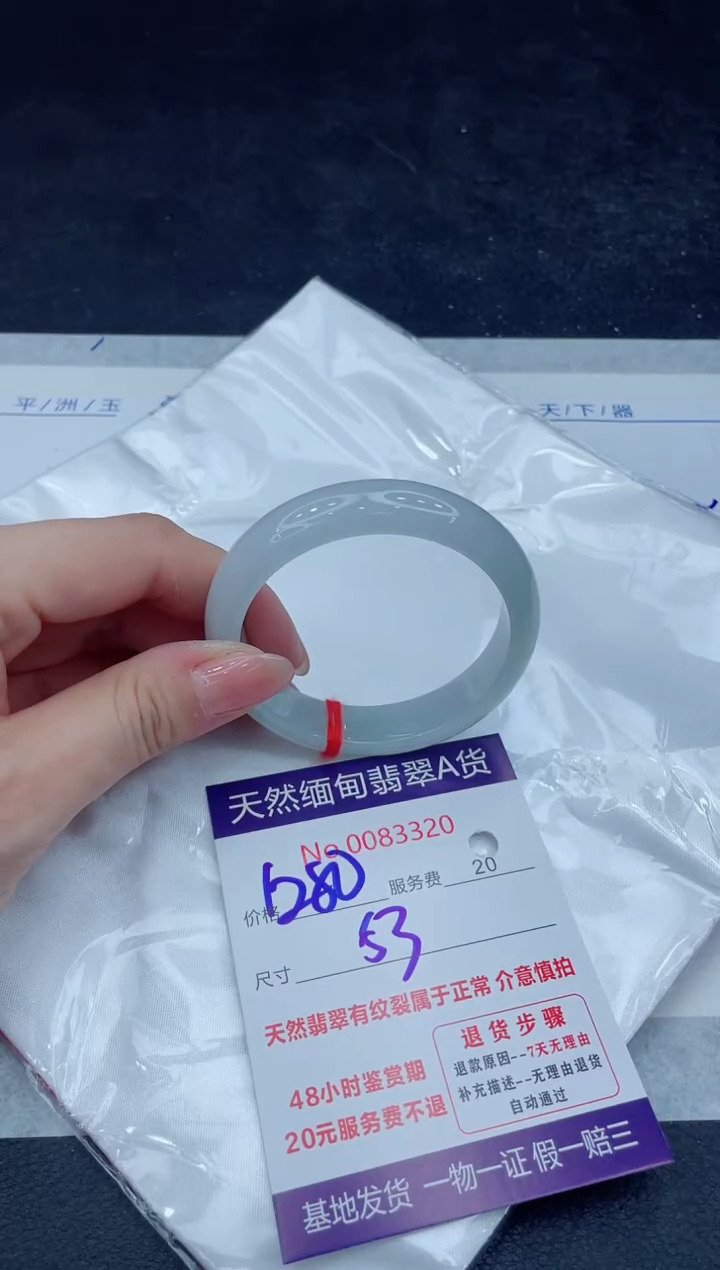 平/洲/玉
天/下/器
天然缅甸翡翠A货
No.0083320
价格 580 服务费 20
尺寸 53
天然翡翠有纹裂属于正常 介意慎拍
48小时鉴赏期
20元服务费不退
退货步骤
退款原因--7天无理由
补充描述--无理由退货
自动通过
基地发货 一物一证 假一赔三